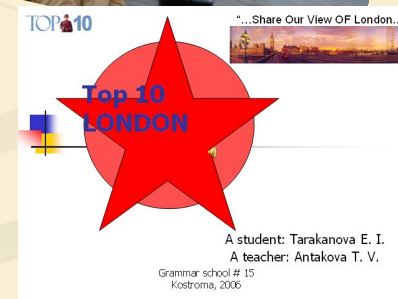 TOP 10
"...Share Our View OF London..
Top 10
LONDON
A student: Tarakanova E. I.
A teacher: Antakova T. V.
Grammar school # 15
Kostroma, 2006